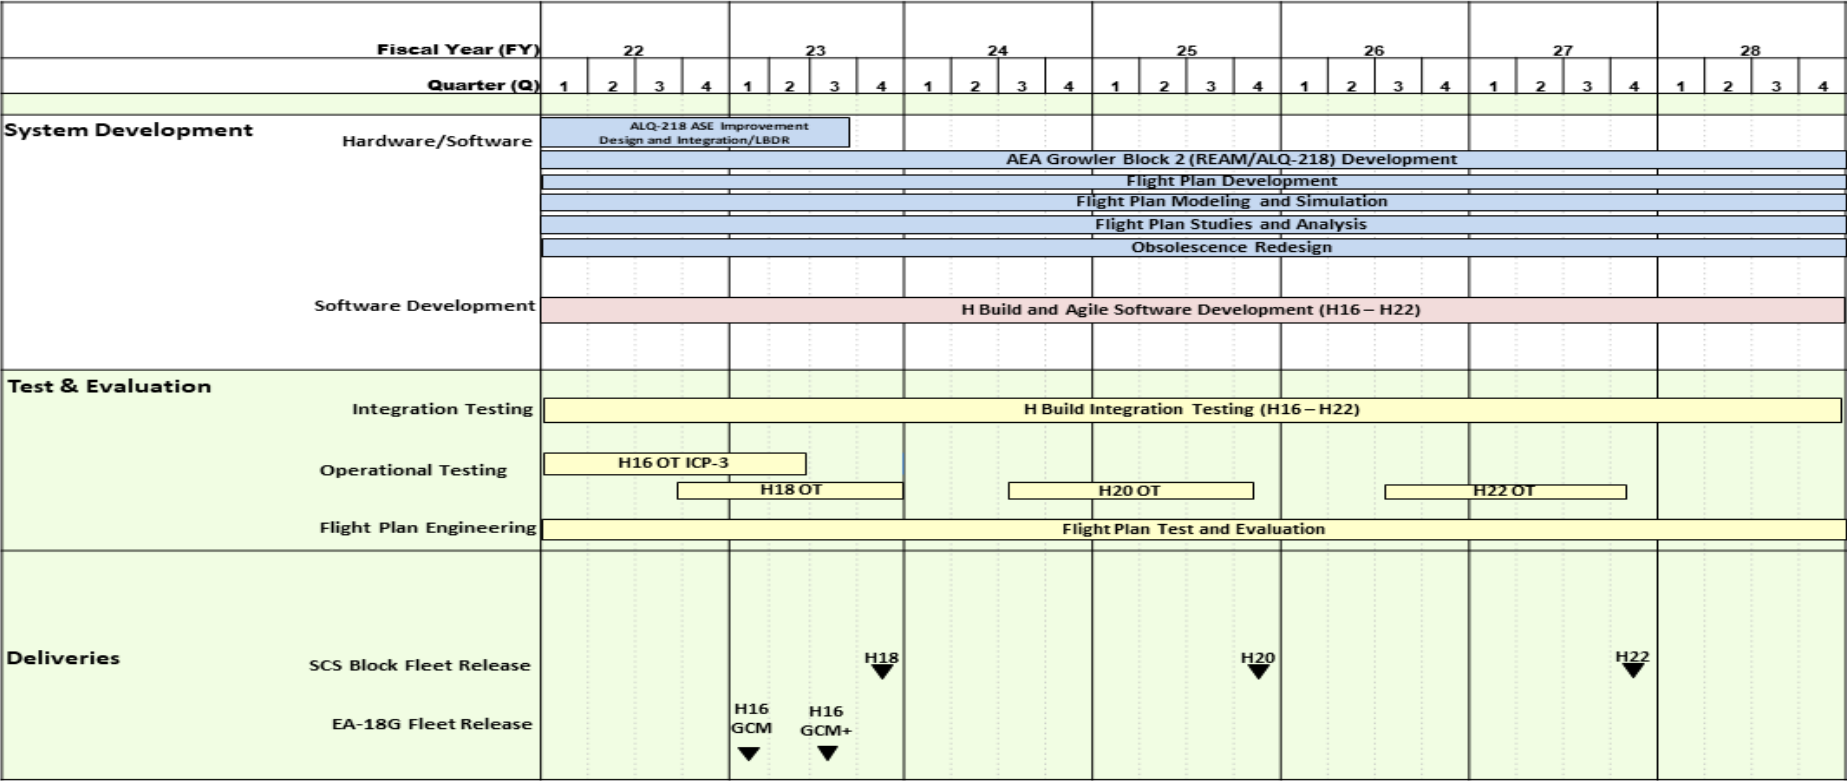 Fiscal Year (FY) 22 23 24 25 26 27 28
Quarter (Q) 1 2 3 4 1 2 3 4 1 2 3 4 1 2 3 4 1 2 3 4 1 2 3 4 1 2 3 4
System Development
Hardware/Software
ALQ-218 ASE Improvement
Design and Integration/LBDR
AEA Growler Block 2 (REAM/ALQ-218) Development
Flight Plan Development
Flight Plan Modeling and Simulation
Flight Plan Studies and Analysis
Obsolescence Redesign
Software Development
H Build and Agile Software Development (H16 – H22)
Test & Evaluation
Integration Testing
H Build Integration Testing (H16 – H22)
Operational Testing
H16 OT ICP-3
H18 OT
H20 OT
H22 OT
Flight Plan Engineering
Flight Plan Test and Evaluation
Deliveries
SCS Block Fleet Release
H18
H20
H22
EA-18G Fleet Release
H16
GCM
H16
GCM+